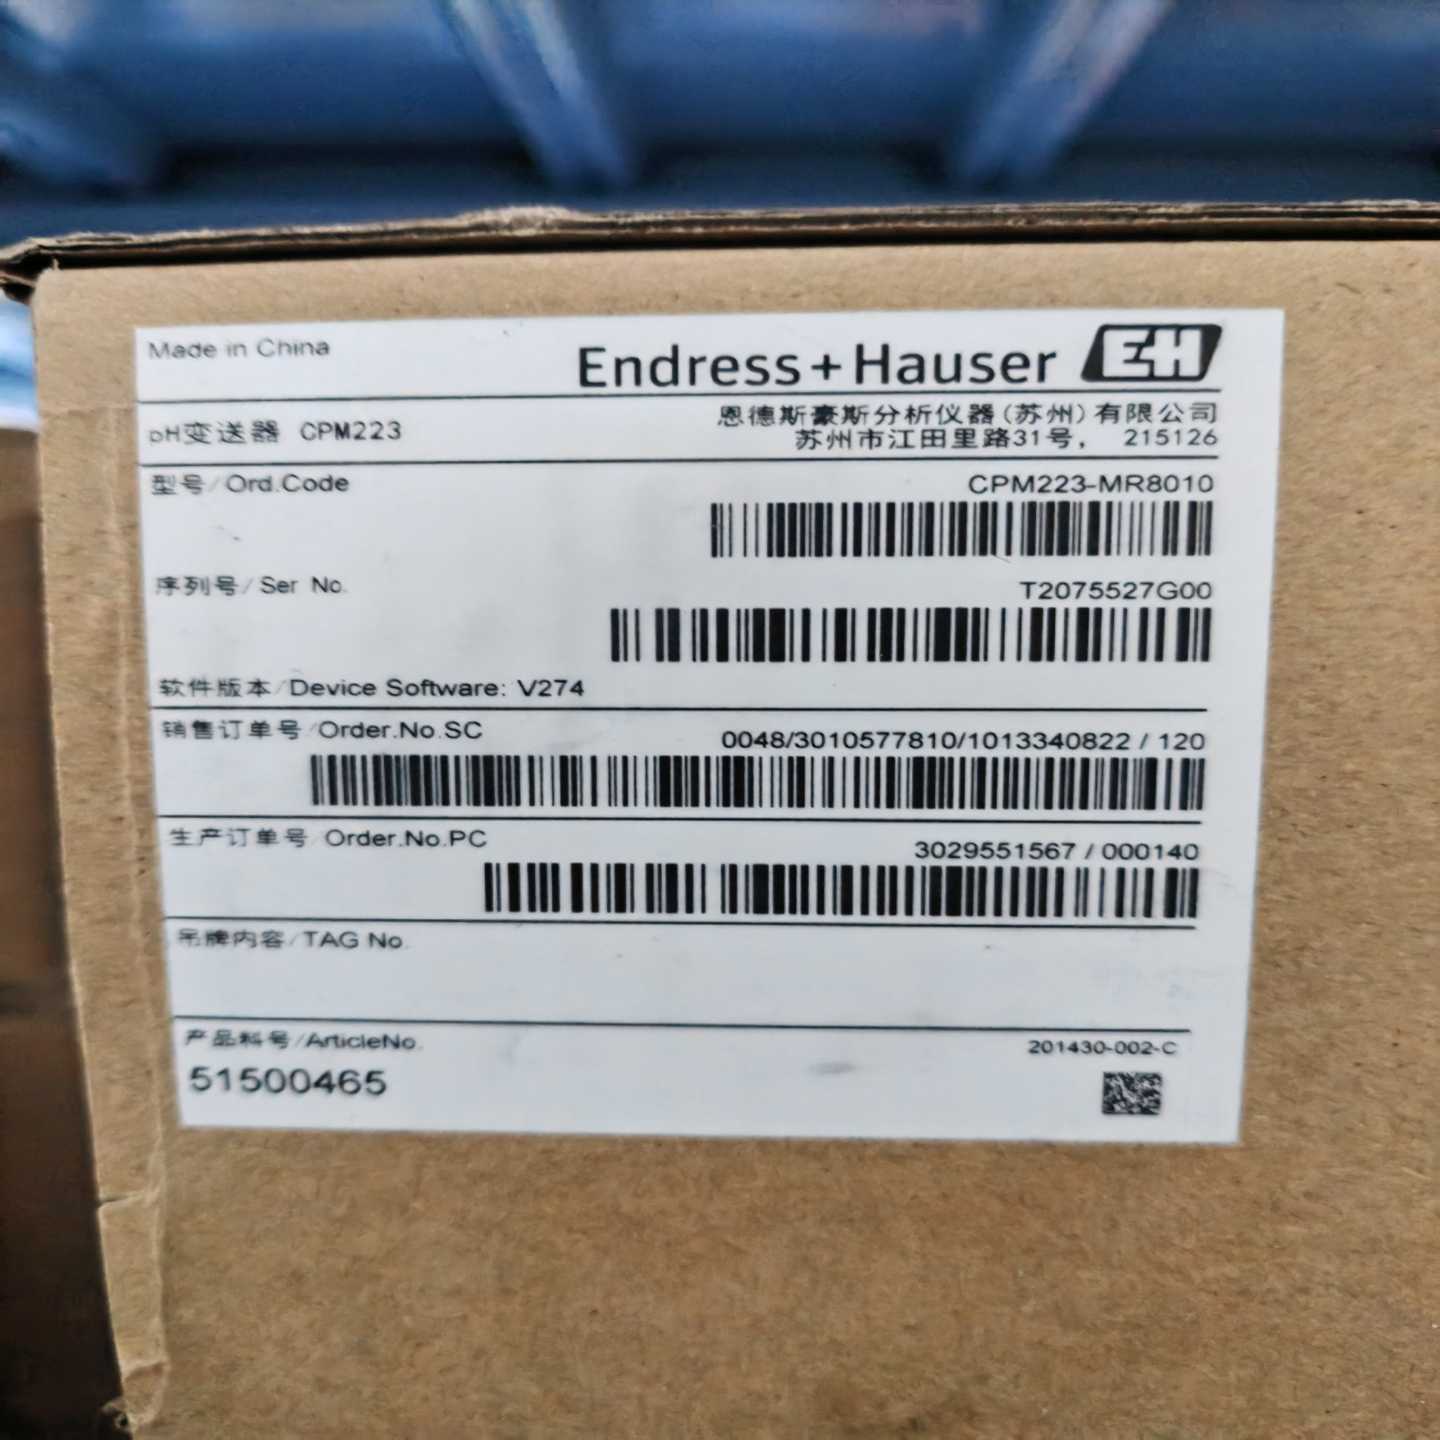 Made in China
Endress+Hauser EH
pH变送器 CPM223
恩德斯豪斯分析仪器(苏州)有限公司
苏州市江田里路31号, 215126
型号/Ord.Code
CPM223-MR8010
序列号/Ser No.
T2075527G00
软件版本/Device Software: V274
销售订单号/Order.No.SC
0048/3010577810/1013340822 / 120
生产订单号/Order.No.PC
3029551567 / 000140
吊牌内容/TAG No.
产品料号/ArticleNo.
201430-002-C
51500465